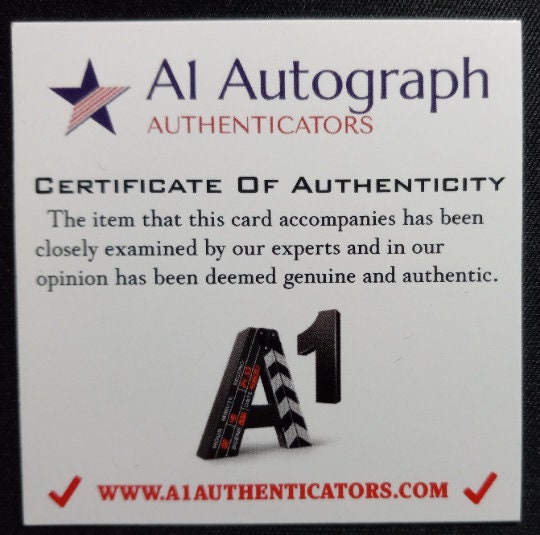 A1 Autograph
AUTHENTICATORS
CERTIFICATE OF AUTHENTICITY
The item that this card accompanies has been
closely examined by our experts and in our
opinion has been deemed genuine and authentic.
A1
WWW.A1AUTHENTICATORS.COM